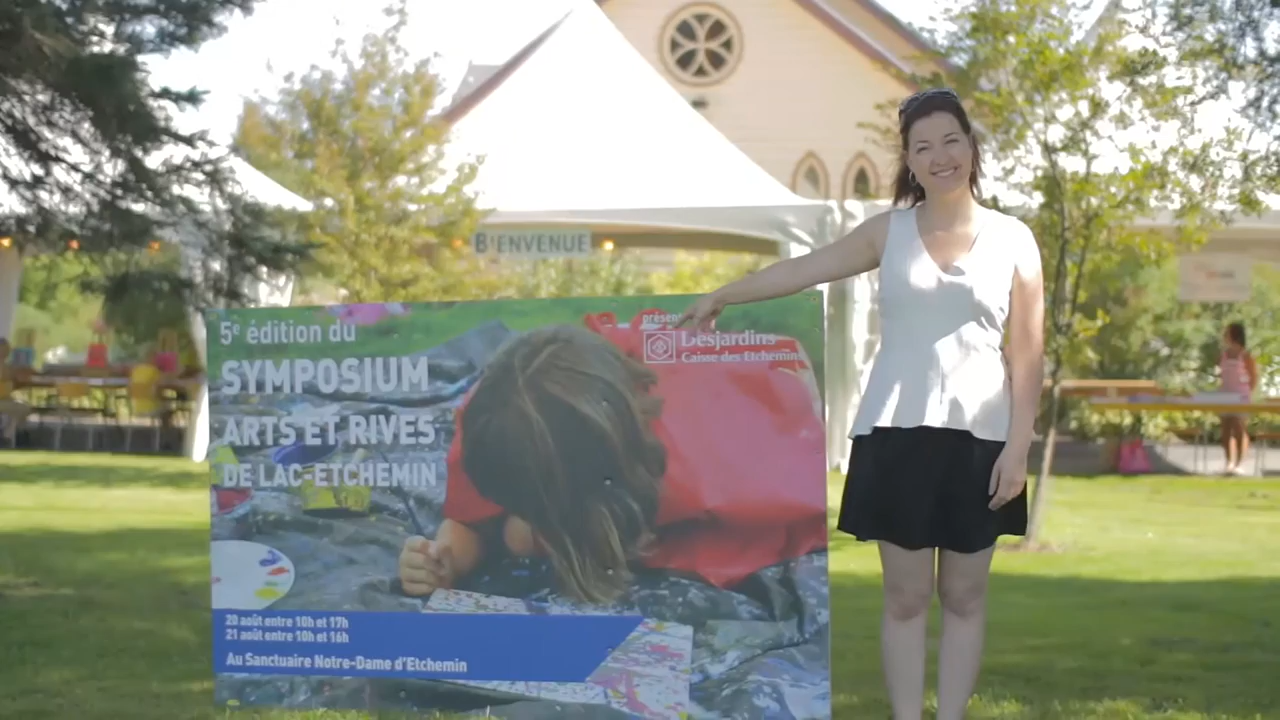 BIENVENUE
5e édition du
SYMPOSIUM
ARTS ET RIVES
DE LAC-ETCHEMIN
Desjardins
Caisse des Etchemins
20 août entre 10h et 17h
21 août entre 10h et 16h
Au Sanctuaire Notre-Dame d'Etchemin